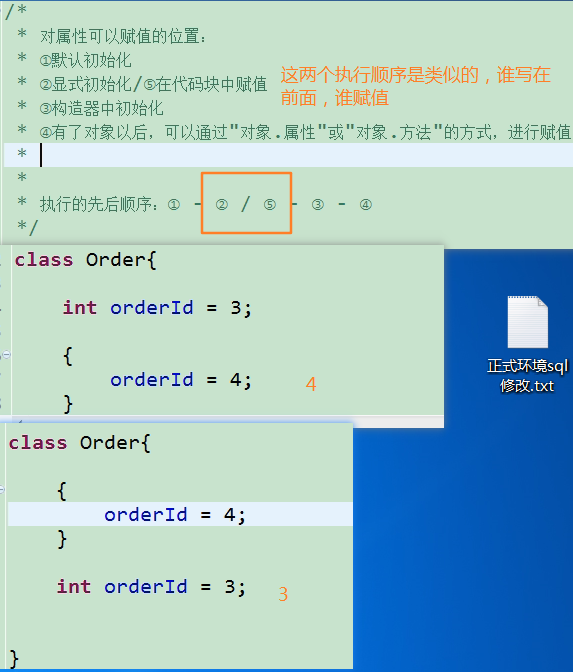 /*
* 对属性可以赋值的位置：
* ①默认初始化
* ②显式初始化/⑤在代码块中赋值
* ③构造器中初始化
* ④有了对象以后，可以通过"对象.属性"或"对象.方法"的方式，进行赋值
*
*
* 执行的先后顺序：① - ② / ⑤ - ③ - ④
*/
这两个执行顺序是类似的，谁写在
前面，谁赋值
class Order{
int orderId = 3;
{
orderId = 4;
}
4
class Order{
{
orderId = 4;
}
int orderId = 3;
3
}
正式环境sql
修改.txt